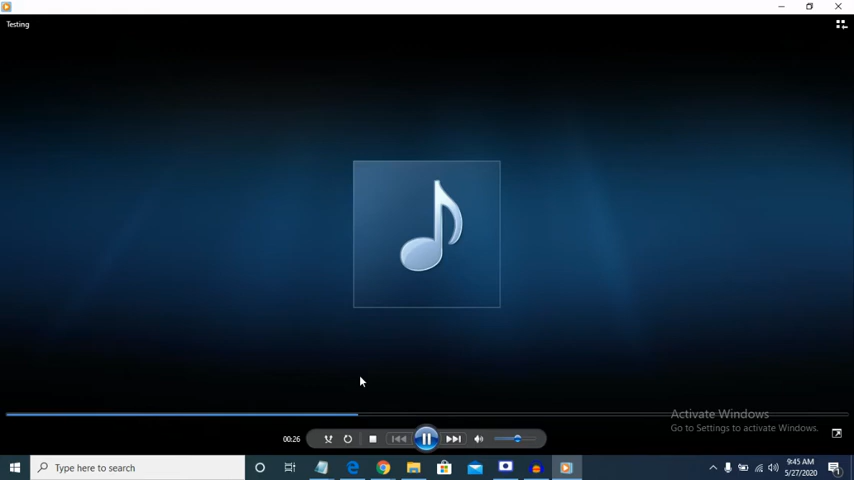 Testing
Activate Windows
Go to Settings to activate Windows.
00:26
Type here to search
9:45 AM
5/27/2020
1